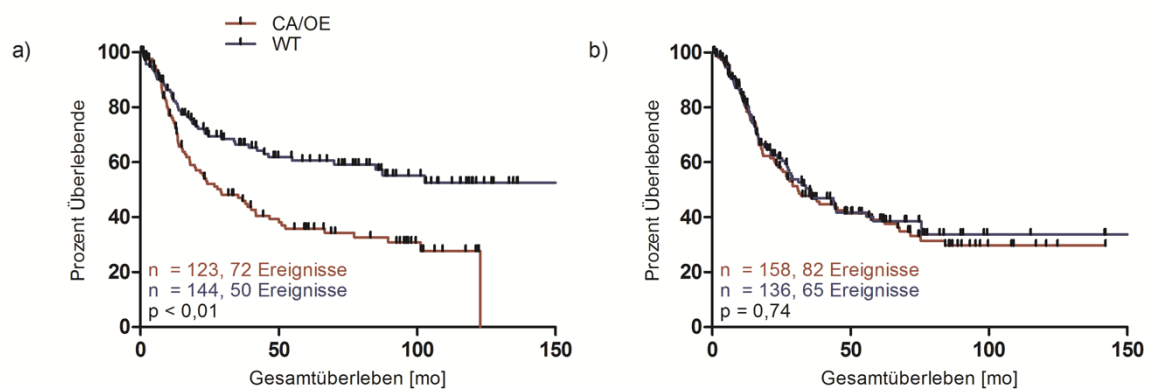 CA/OE
WT
a)
Prozent Überlebende
100
80
60
40
20
0
n = 123, 72 Ereignisse
n = 144, 50 Ereignisse
p < 0,01
0 50 100 150
Gesamtüberleben [mo]
b)
Prozent Überlebende
100
80
60
40
20
0
n = 158, 82 Ereignisse
n = 136, 65 Ereignisse
p = 0,74
0 50 100 150
Gesamtüberleben [mo]